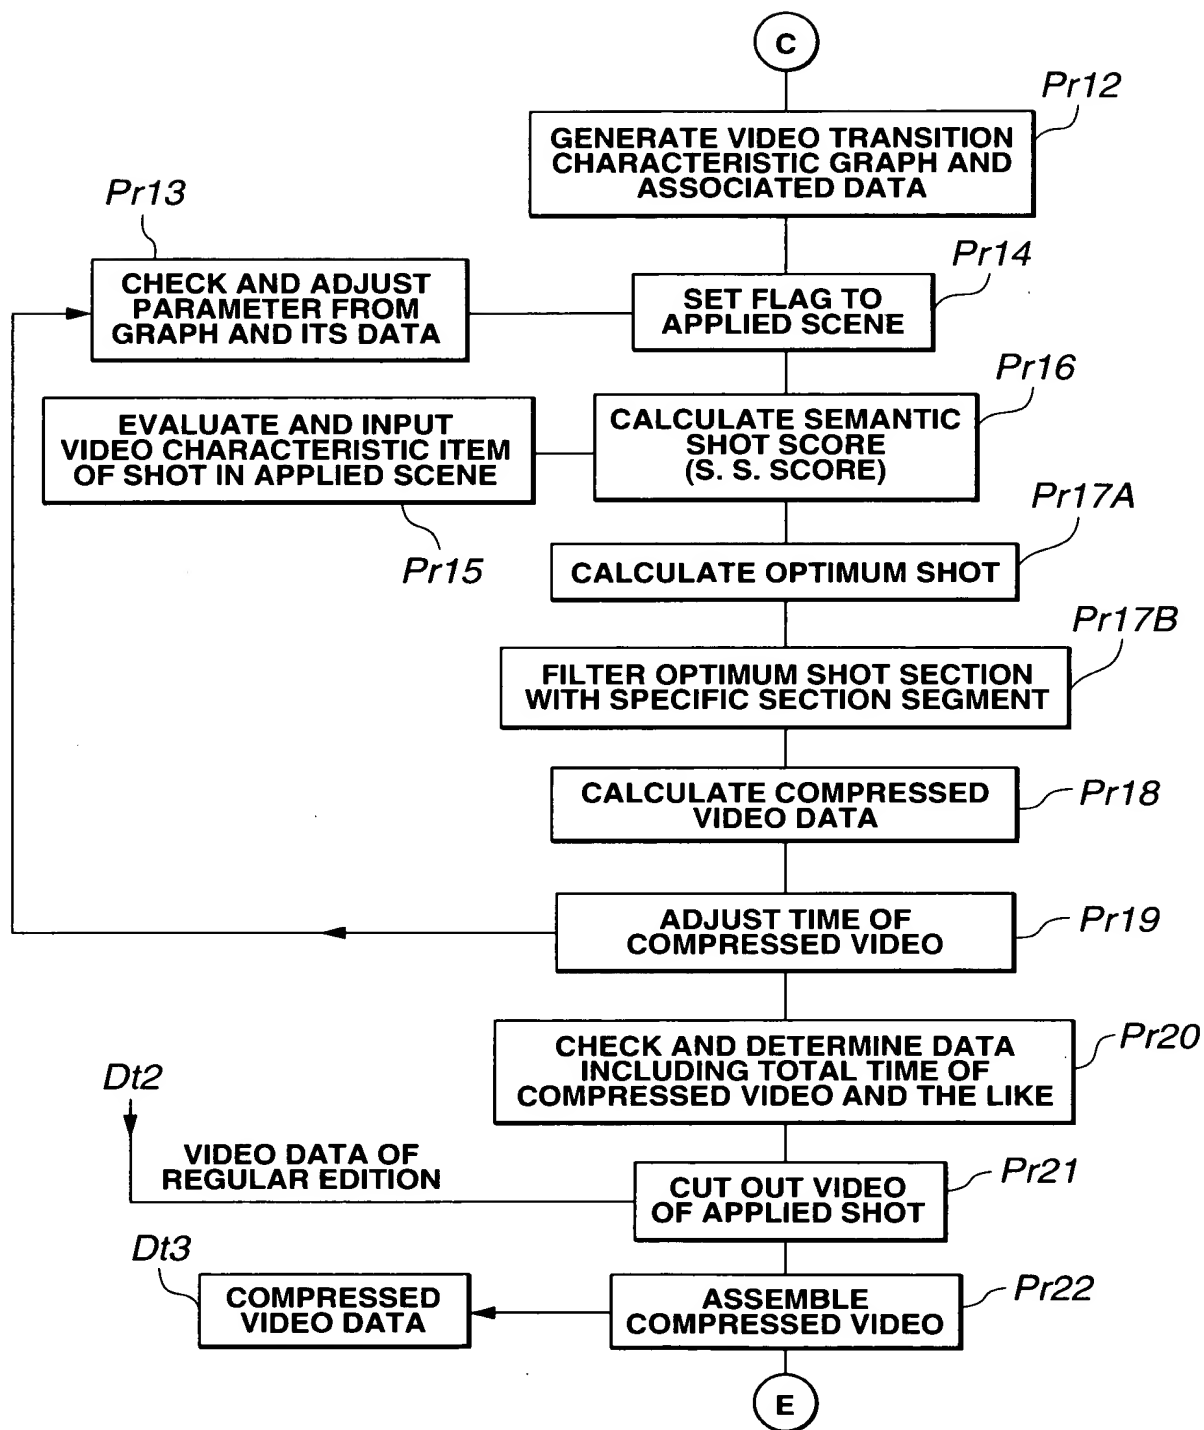 C
Pr12
GENERATE VIDEO TRANSITION
CHARACTERISTIC GRAPH AND
ASSOCIATED DATA
Pr13
CHECK AND ADJUST
PARAMETER FROM
GRAPH AND ITS DATA
Pr14
SET FLAG TO
APPLIED SCENE
Pr16
EVALUATE AND INPUT
VIDEO CHARACTERISTIC ITEM
OF SHOT IN APPLIED SCENE
Pr15
CALCULATE SEMANTIC
SHOT SCORE
(S. S. SCORE)
Pr17A
CALCULATE OPTIMUM SHOT
Pr17B
FILTER OPTIMUM SHOT SECTION
WITH SPECIFIC SECTION SEGMENT
CALCULATE COMPRESSED
VIDEO DATA
Pr18
ADJUST TIME OF
COMPRESSED VIDEO
Pr19
CHECK AND DETERMINE DATA
INCLUDING TOTAL TIME OF
COMPRESSED VIDEO AND THE LIKE
Pr20
Dt2
VIDEO DATA OF
REGULAR EDITION
CUT OUT VIDEO
OF APPLIED SHOT
Pr21
Dt3
COMPRESSED
VIDEO DATA
ASSEMBLE
COMPRESSED VIDEO
Pr22
E